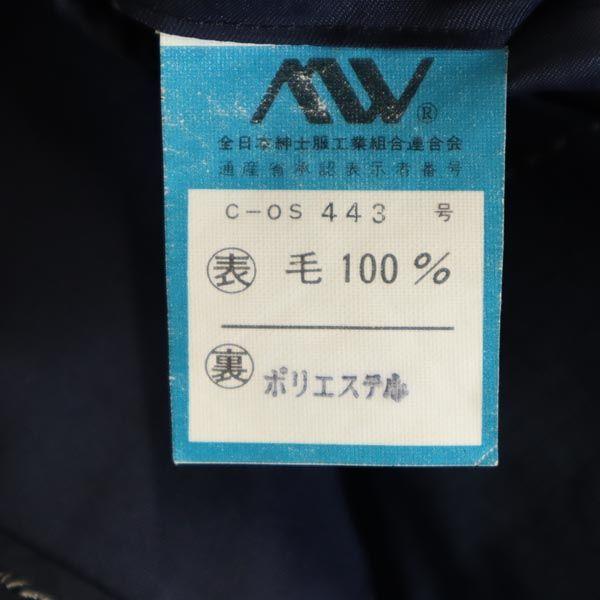 MW®
全日本紳士服工業組合連合会
通産省承認表示者番号
C-OS 443 号
表 毛 100%
裏 ポリエステル